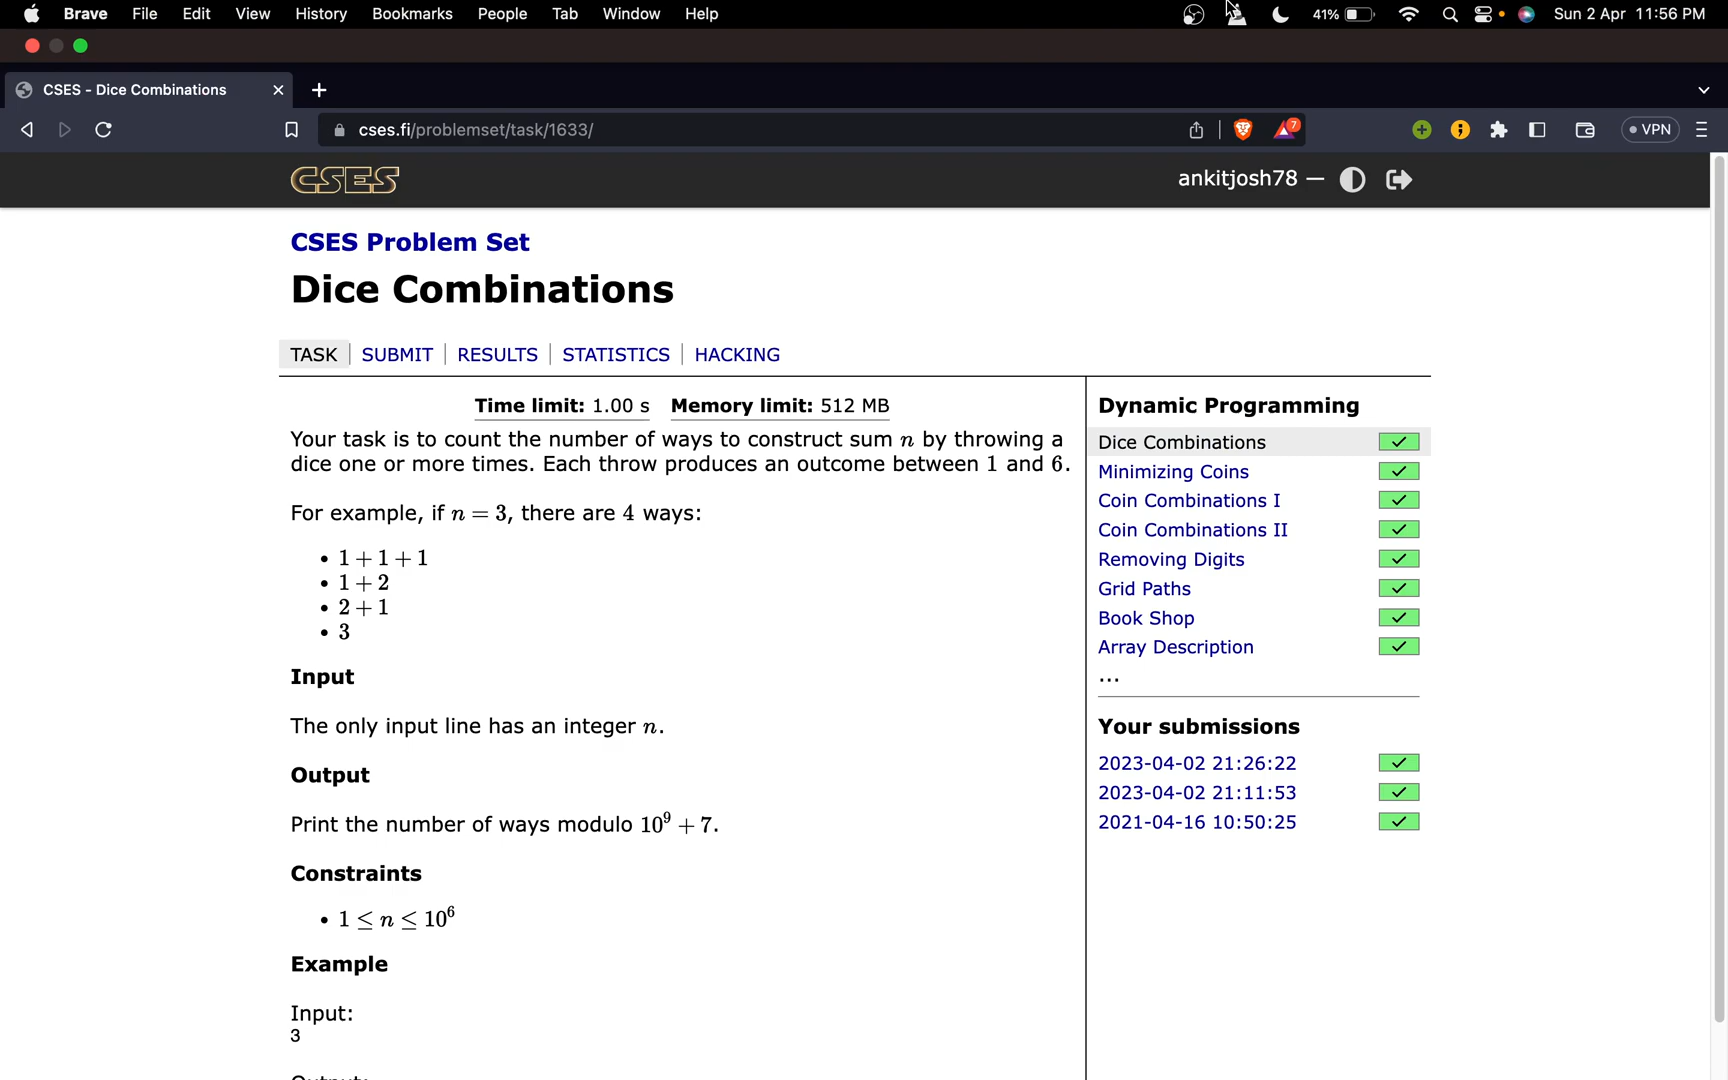 Brave File Edit View History Bookmarks People Tab Window Help 41% Sun 2 Apr 11:56 PM
CSES - Dice Combinations
cses.fi/problemset/task/1633/ 7 VPN
CSES ankitjosh78 —
CSES Problem Set
Dice Combinations
TASK SUBMIT RESULTS STATISTICS HACKING
Time limit: 1.00 s Memory limit: 512 MB
Your task is to count the number of ways to construct sum n by throwing a
dice one or more times. Each throw produces an outcome between 1 and 6.
For example, if n = 3, there are 4 ways:
• 1 + 1 + 1
• 1 + 2
• 2 + 1
• 3
Input
The only input line has an integer n.
Output
Print the number of ways modulo 10⁹ + 7.
Constraints
• 1 ≤ n ≤ 10⁶
Example
Input:
3
Output:
Dynamic Programming
Dice Combinations
Minimizing Coins
Coin Combinations I
Coin Combinations II
Removing Digits
Grid Paths
Book Shop
Array Description
...
Your submissions
2023-04-02 21:26:22
2023-04-02 21:11:53
2021-04-16 10:50:25